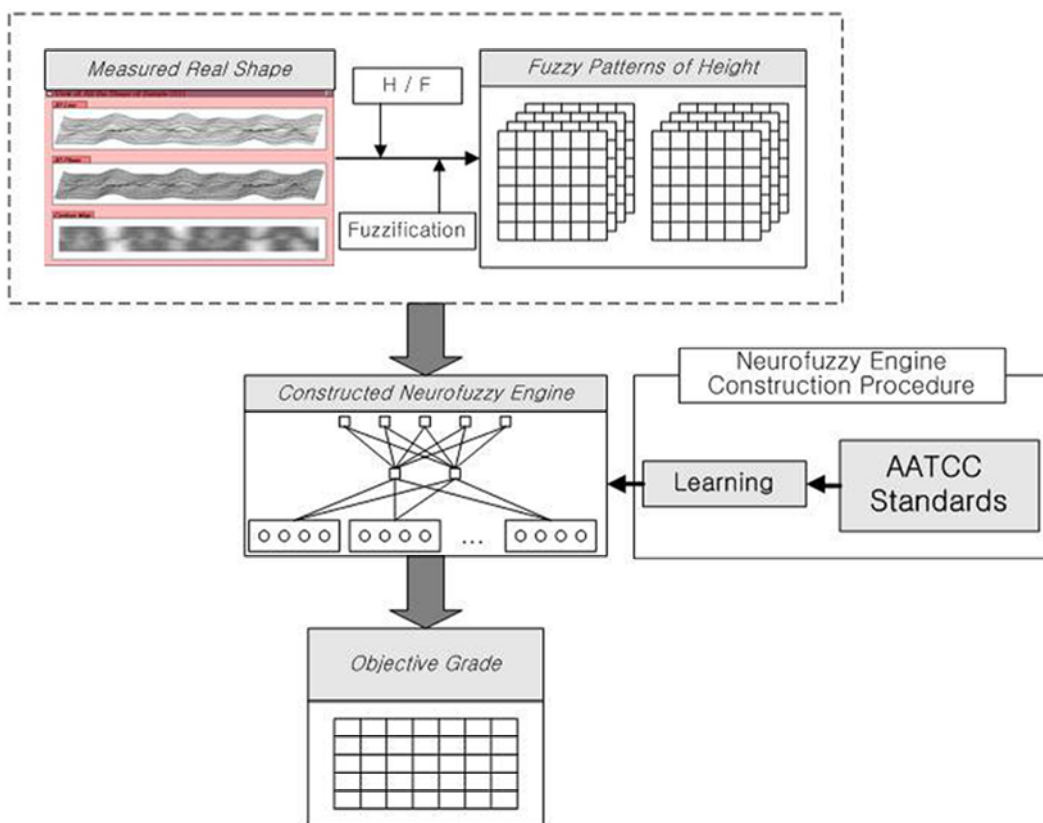 Measured Real Shape
H / F
Fuzzy Patterns of Height
Fuzzification
Constructed Neurofuzzy Engine
...
Neurofuzzy Engine
Construction Procedure
Learning
AATCC
Standards
Objective Grade